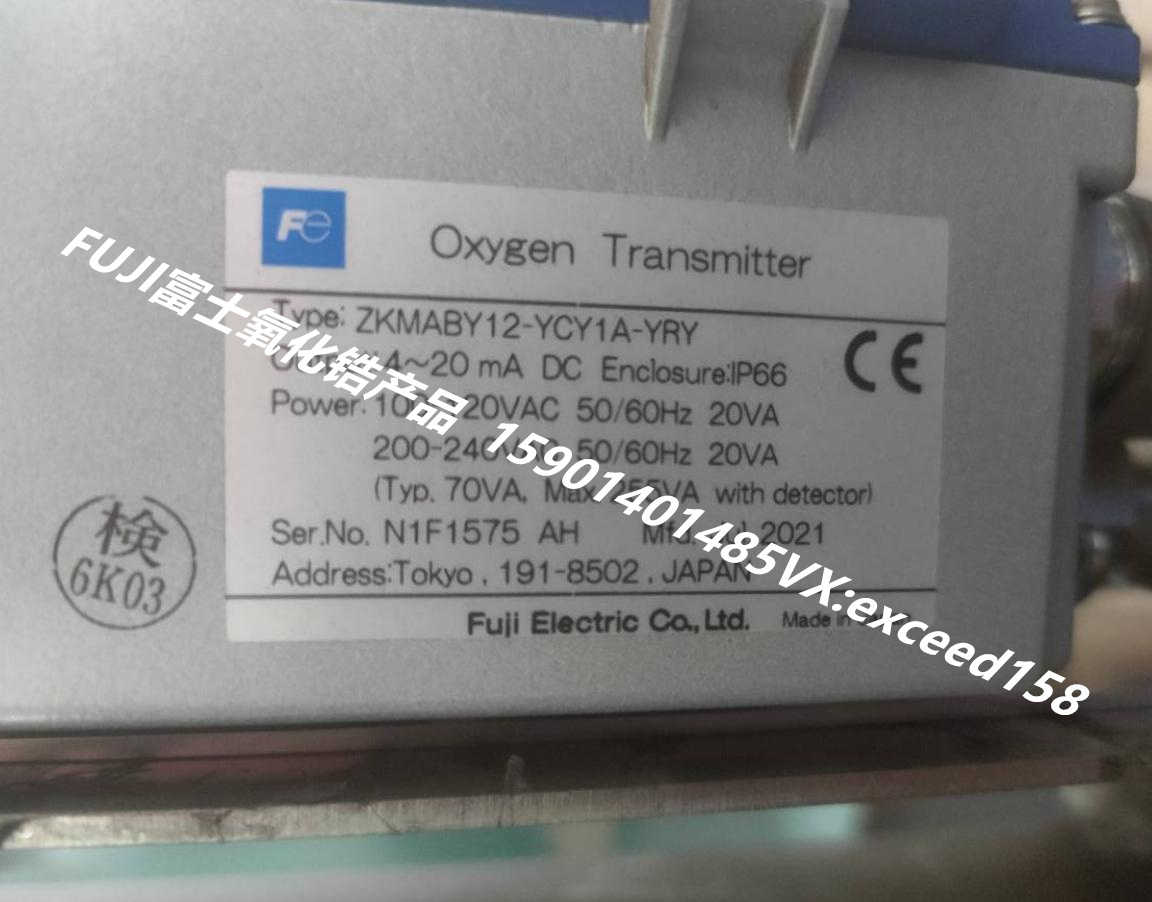 Fe
Oxygen Transmitter
Type: ZKMABY12-YCY1A-YRY
4~20 mA DC Enclosure:IP66
CE
Power: 20VAC 50/60Hz 20VA
200-240VAC 50/60Hz 20VA
(Typ. 70VA, Max. VA with detector)
Ser.No. N1F1575 AH 2021
Address:Tokyo, 191-8502, JAPAN
Fuji Electric Co.,Ltd. Made in
検
6K03
FUJI富士氧化锆产品 15901401485VX:exceed158